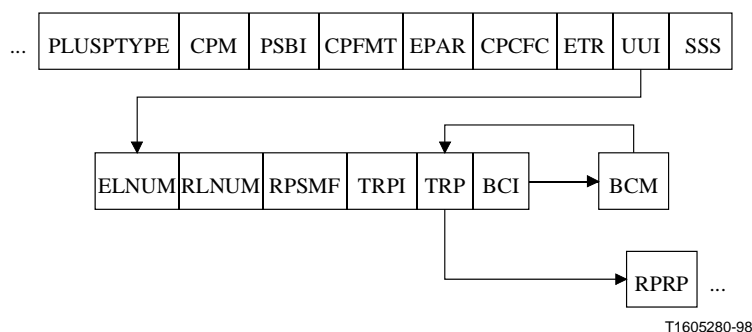 ... PLUSPTYPE CPM PSBI CPFMT EPAR CPCFC ETR UUI SSS
ELNUM RLNUM RPSMF TRPI TRP BCI BCM
RPRP ...
T1605280-98